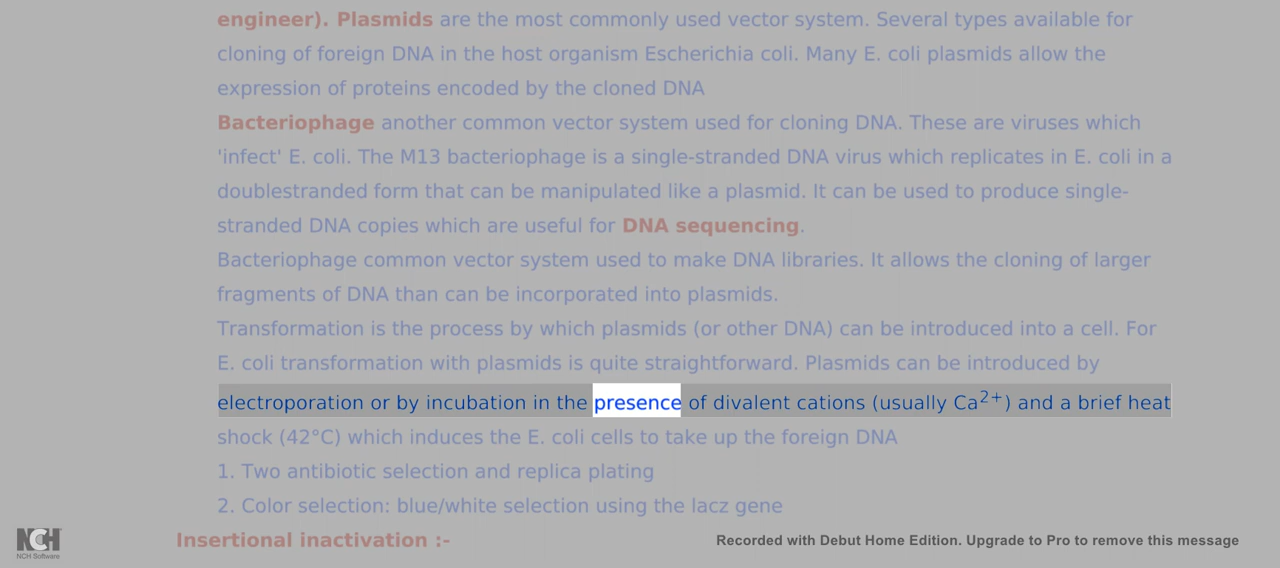 engineer). Plasmids are the most commonly used vector system. Several types available for
cloning of foreign DNA in the host organism Escherichia coli. Many E. coli plasmids allow the
expression of proteins encoded by the cloned DNA
Bacteriophage another common vector system used for cloning DNA. These are viruses which
'infect' E. coli. The M13 bacteriophage is a single-stranded DNA virus which replicates in E. coli in a
doublestranded form that can be manipulated like a plasmid. It can be used to produce single-
stranded DNA copies which are useful for DNA sequencing.
Bacteriophage common vector system used to make DNA libraries. It allows the cloning of larger
fragments of DNA than can be incorporated into plasmids.
Transformation is the process by which plasmids (or other DNA) can be introduced into a cell. For
E. coli transformation with plasmids is quite straightforward. Plasmids can be introduced by
electroporation or by incubation in the presence of divalent cations (usually Ca2+) and a brief heat
shock (42°C) which induces the E. coli cells to take up the foreign DNA
1. Two antibiotic selection and replica plating
2. Color selection: blue/white selection using the lacz gene
Insertional inactivation :-
NCH
NCH Software
Recorded with Debut Home Edition. Upgrade to Pro to remove this message